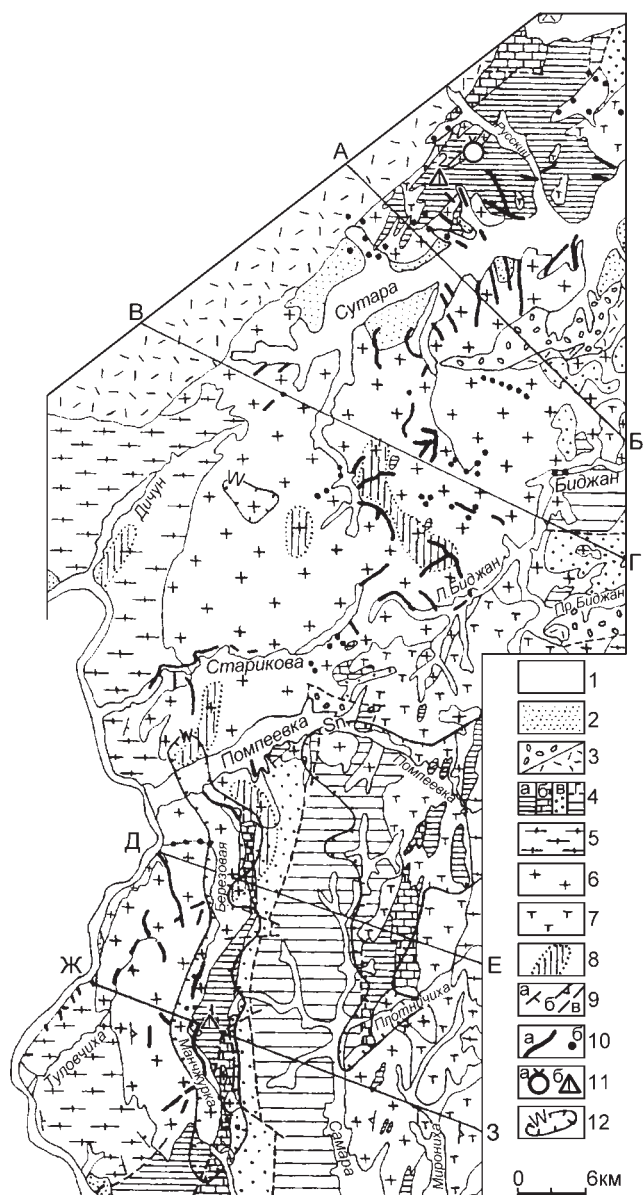 А
Русский
В
Сутара
Б
Биджан
W
Дичун
Г
Л.Биджан
Пр.Биджан
Старикова
Помпеевка
Sn
W
Помпеевка
Д
Березовая
Е
Ж
Плотничиха
Туловчиха
Манчжурка
Самара
Мирониха
З
1
2
3
а б в г 4
5
6
7
8
а б в 9
а б 10
а б 11
W 12
0 6км